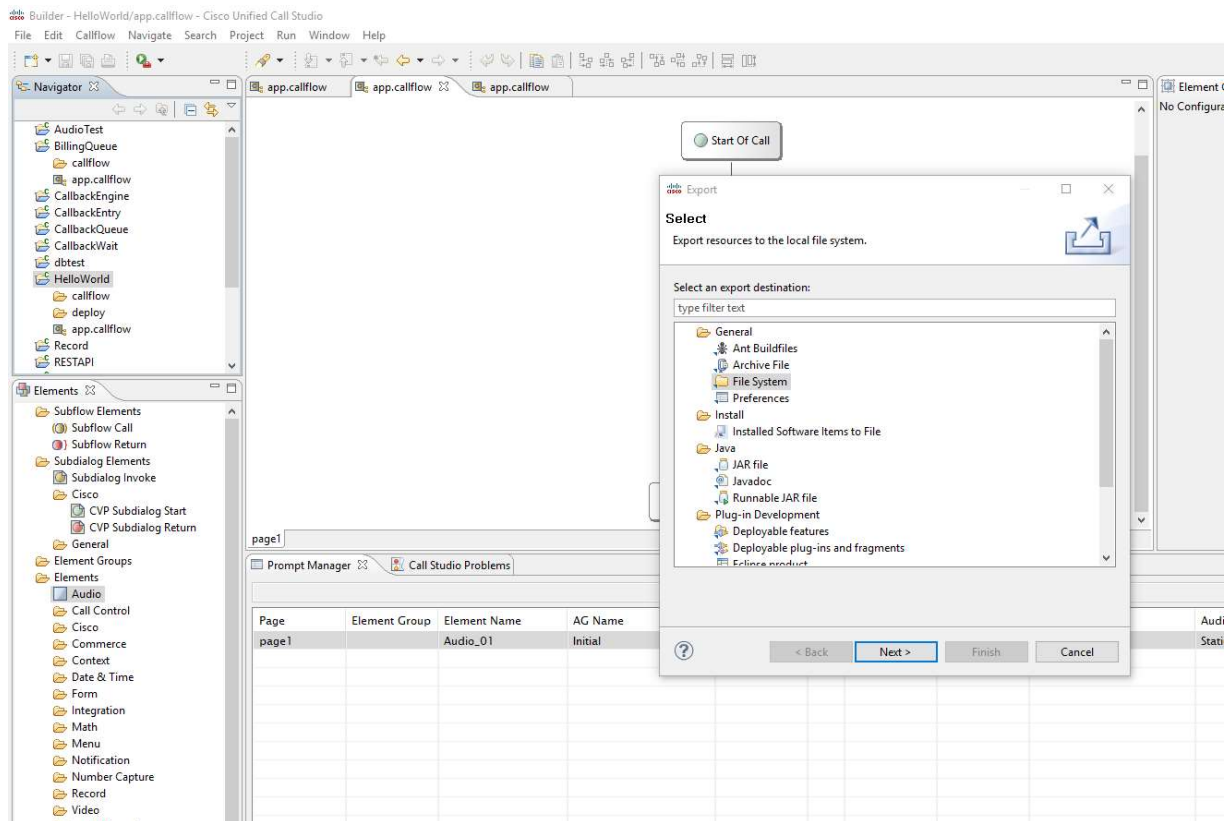 Builder - HelloWorld/app.callflow - Cisco Unified Call Studio
File Edit Callflow Navigate Search Project Run Window Help
Navigator
AudioTest
BillingQueue
callflow
app.callflow
CallbackEngine
CallbackEntry
CallbackQueue
CallbackWait
dbtest
HelloWorld
callflow
deploy
app.callflow
Record
RESTAPI
Elements
Subflow Elements
Subflow Call
Subflow Return
Subdialog Elements
Subdialog Invoke
Cisco
CVP Subdialog Start
CVP Subdialog Return
General
Element Groups
Elements
Audio
Call Control
Cisco
Commerce
Context
Date & Time
Form
Integration
Math
Menu
Notification
Number Capture
Record
Video
app.callflow app.callflow app.callflow
Start Of Call
page1
Export
Select
Export resources to the local file system.
Select an export destination:
type filter text
General
Ant Buildfiles
Archive File
File System
Preferences
Install
Installed Software Items to File
Java
JAR file
Javadoc
Runnable JAR file
Plug-in Development
Deployable features
Deployable plug-ins and fragments
Eclipse product
? < Back Next > Finish Cancel
Prompt Manager Call Studio Problems
Page Element Group Element Name AG Name Audi
page1 Audio_01 Initial Stati
Element C
No Configura